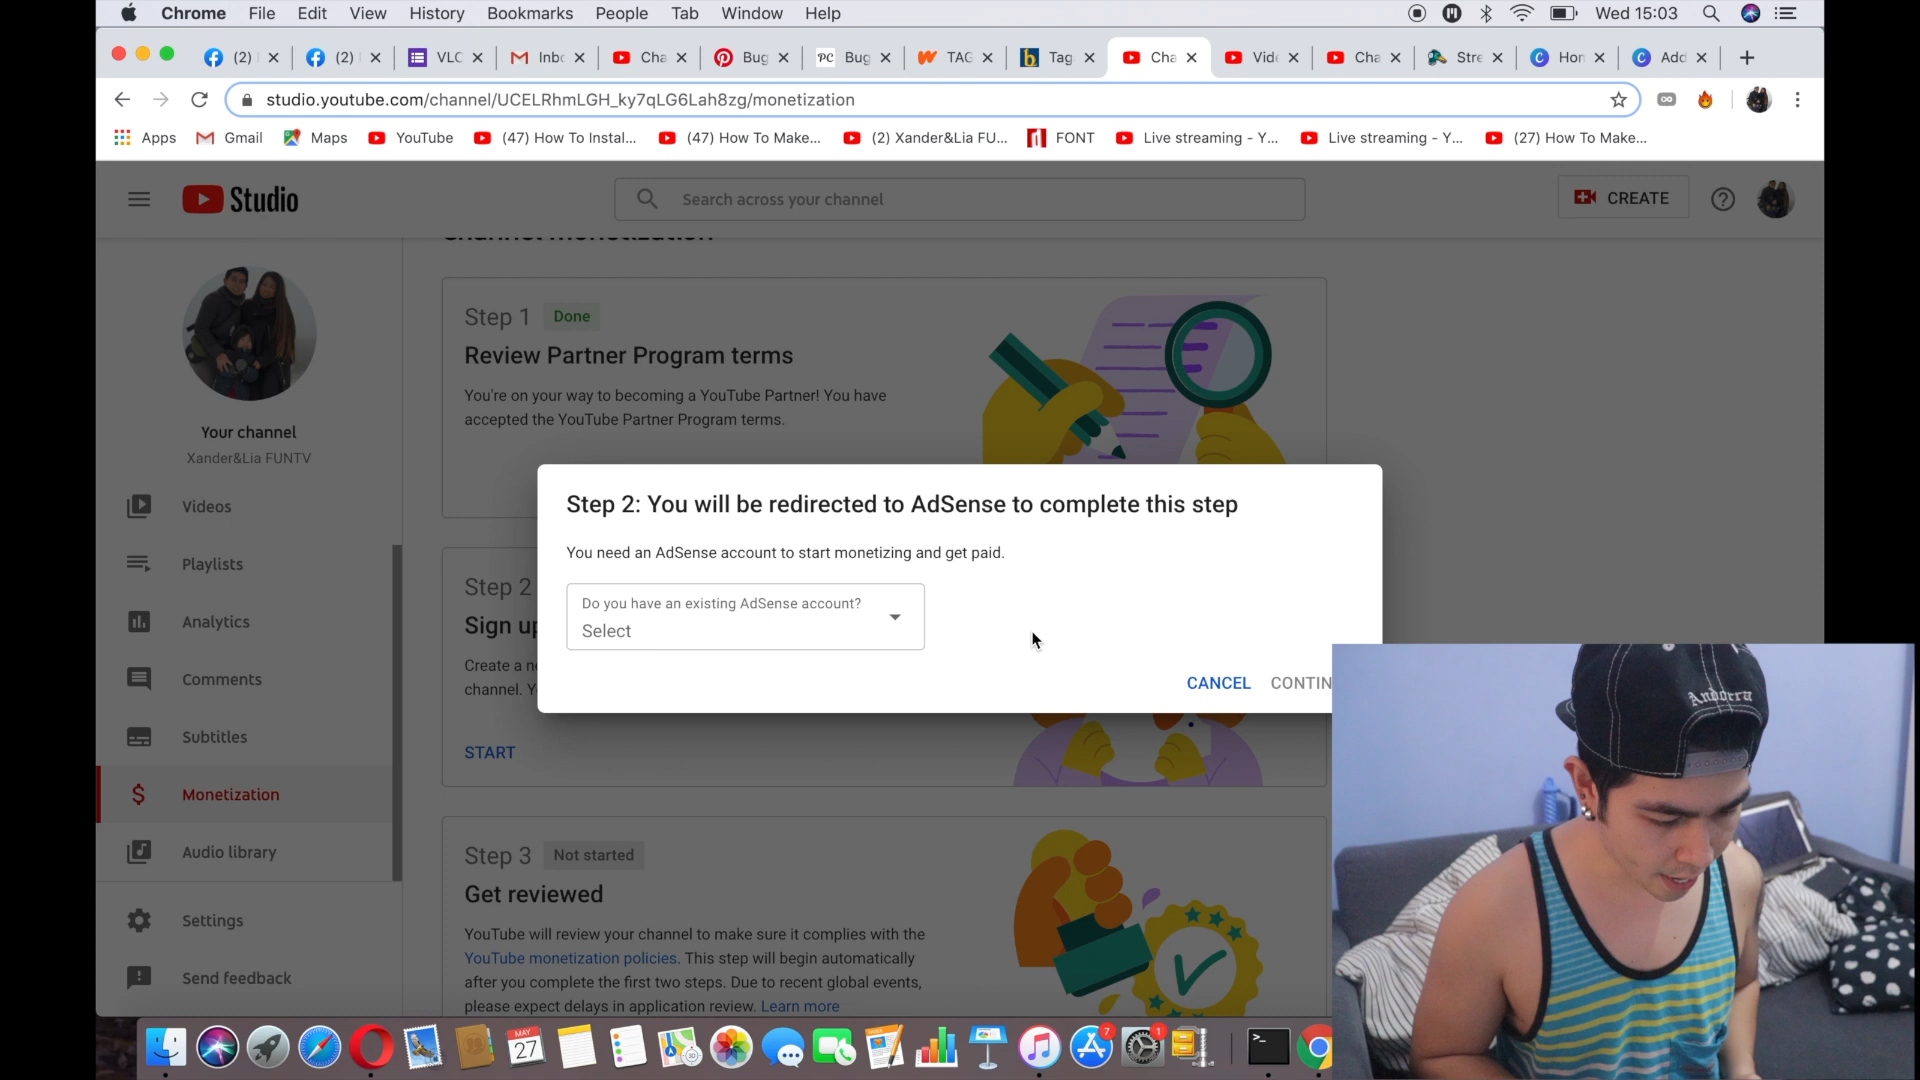 Chrome File Edit View History Bookmarks People Tab Window Help Wed 15:03
(2) (2) VLC Inbo Cha Bug PC Bug TAG Tag Cha Vide Cha Stre Hon Add
studio.youtube.com/channel/UCELRhmLGH_ky7qLG6Lah8zg/monetization
Apps Gmail Maps YouTube (47) How To Instal... (47) How To Make... (2) Xander&Lia FU... FONT Live streaming - Y... Live streaming - Y... (27) How To Make...
Studio
Search across your channel
CREATE
Channel Monetization
Your channel
Xander&Lia FUNTV
Videos
Playlists
Analytics
Comments
Subtitles
Monetization
Audio library
Settings
Send feedback
Step 1 Done
Review Partner Program terms
You're on your way to becoming a YouTube Partner! You have
accepted the YouTube Partner Program terms.
Step 2: You will be redirected to AdSense to complete this step
You need an AdSense account to start monetizing and get paid.
Do you have an existing AdSense account?
Select
CANCEL CONTIN
Step 2
Sign up
Create a ne
channel. Y
START
Step 3 Not started
Get reviewed
YouTube will review your channel to make sure it complies with the
YouTube monetization policies. This step will begin automatically
after you complete the first two steps. Due to recent global events,
please expect delays in application review. Learn more
MAY
27
7
1
Andorra